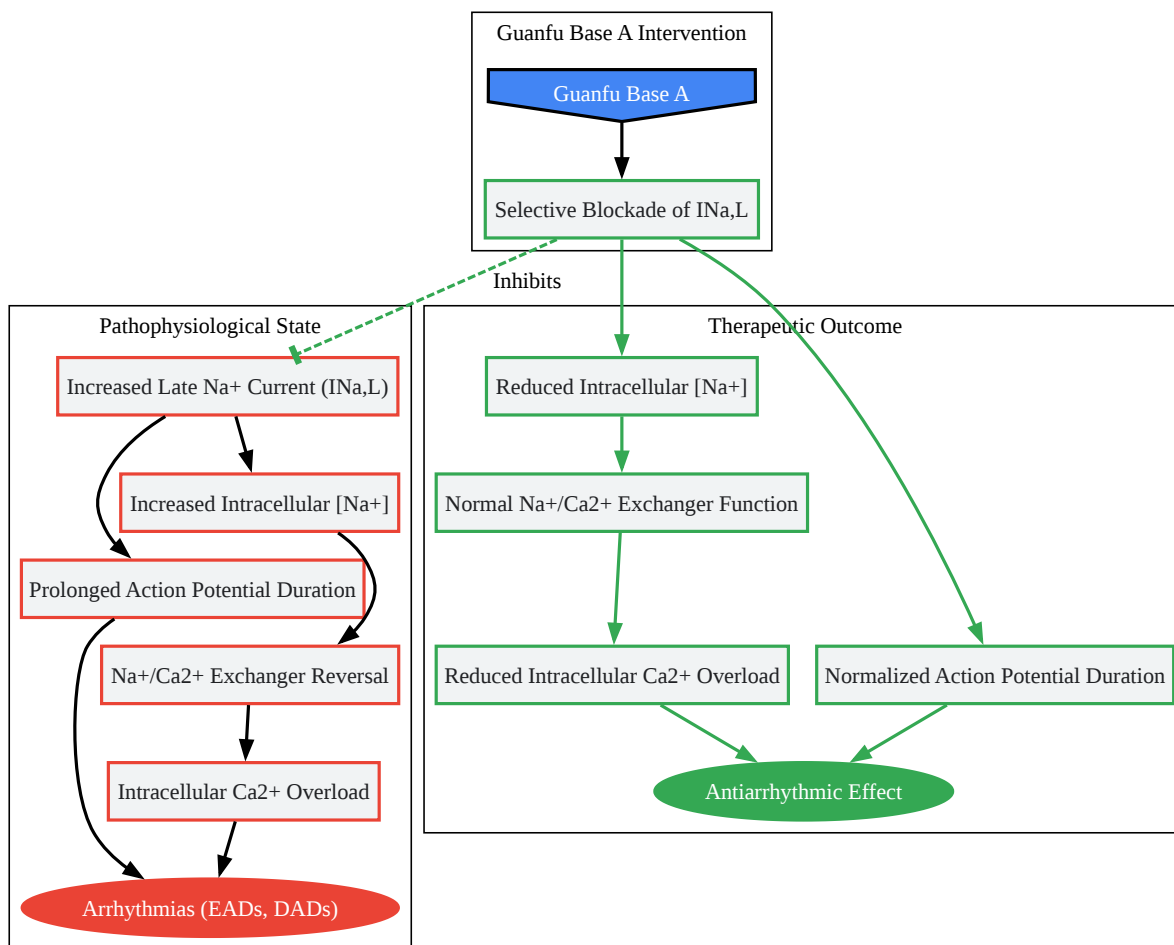 Guanfu Base A Intervention
Guanfu Base A
Selective Blockade of INa,L
Inhibits
Pathophysiological State
Increased Late Na+ Current (INa,L)
Increased Intracellular [Na+]
Prolonged Action Potential Duration
Na+/Ca2+ Exchanger Reversal
Intracellular Ca2+ Overload
Arrhythmias (EADs, DADs)
Therapeutic Outcome
Reduced Intracellular [Na+]
Normal Na+/Ca2+ Exchanger Function
Reduced Intracellular Ca2+ Overload
Normalized Action Potential Duration
Antiarrhythmic Effect